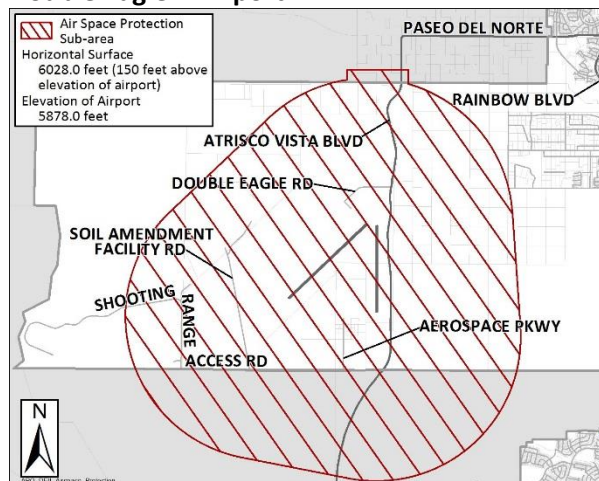 Air Space Protection
Sub-area
Horizontal Surface
6028.0 feet (150 feet above
elevation of airport)
Elevation of Airport
5878.0 feet
PASEO DEL NORTE
RAINBOW BLVD
ATRISCO VISTA BLVD
DOUBLE EAGLE RD
SOIL AMENDMENT
FACILITY RD
SHOOTING
RANGE
ACCESS RD
AEROSPACE PKWY
N